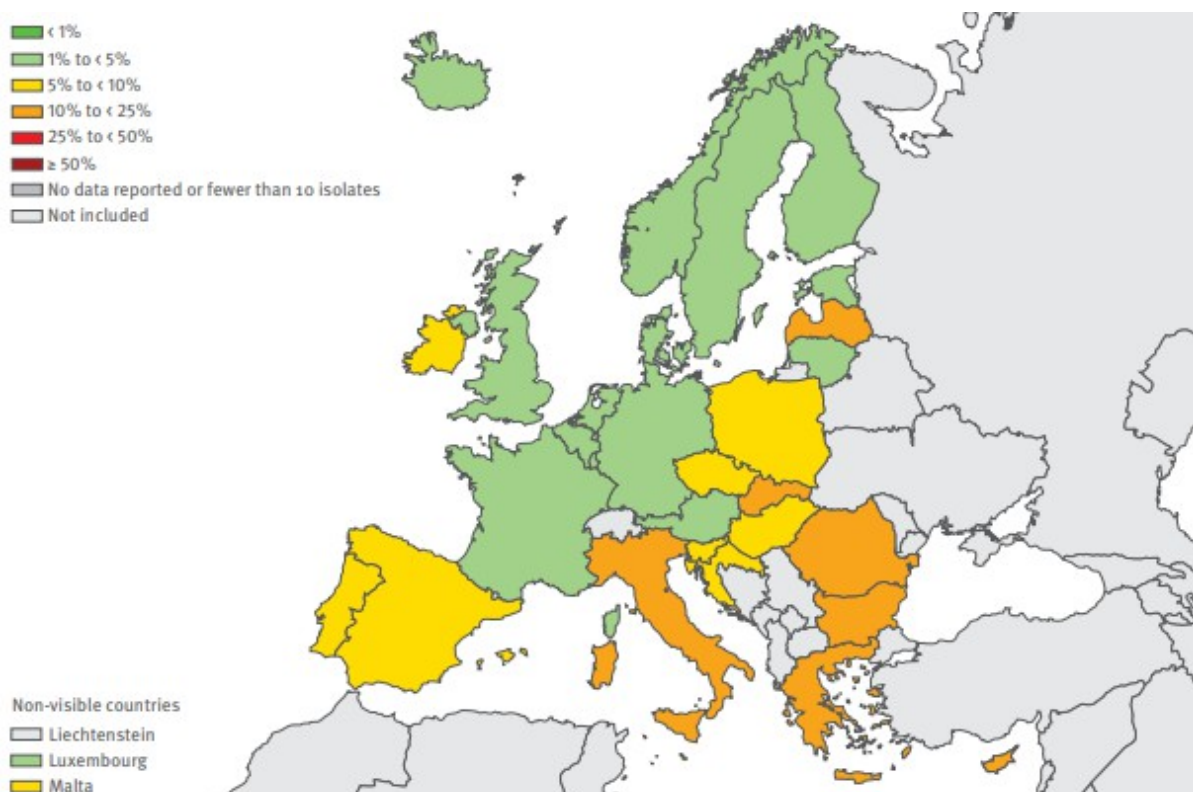 < 1%
1% to < 5%
5% to < 10%
10% to < 25%
25% to < 50%
≥ 50%
No data reported or fewer than 10 isolates
Not included
Non-visible countries
Liechtenstein
Luxembourg
Malta